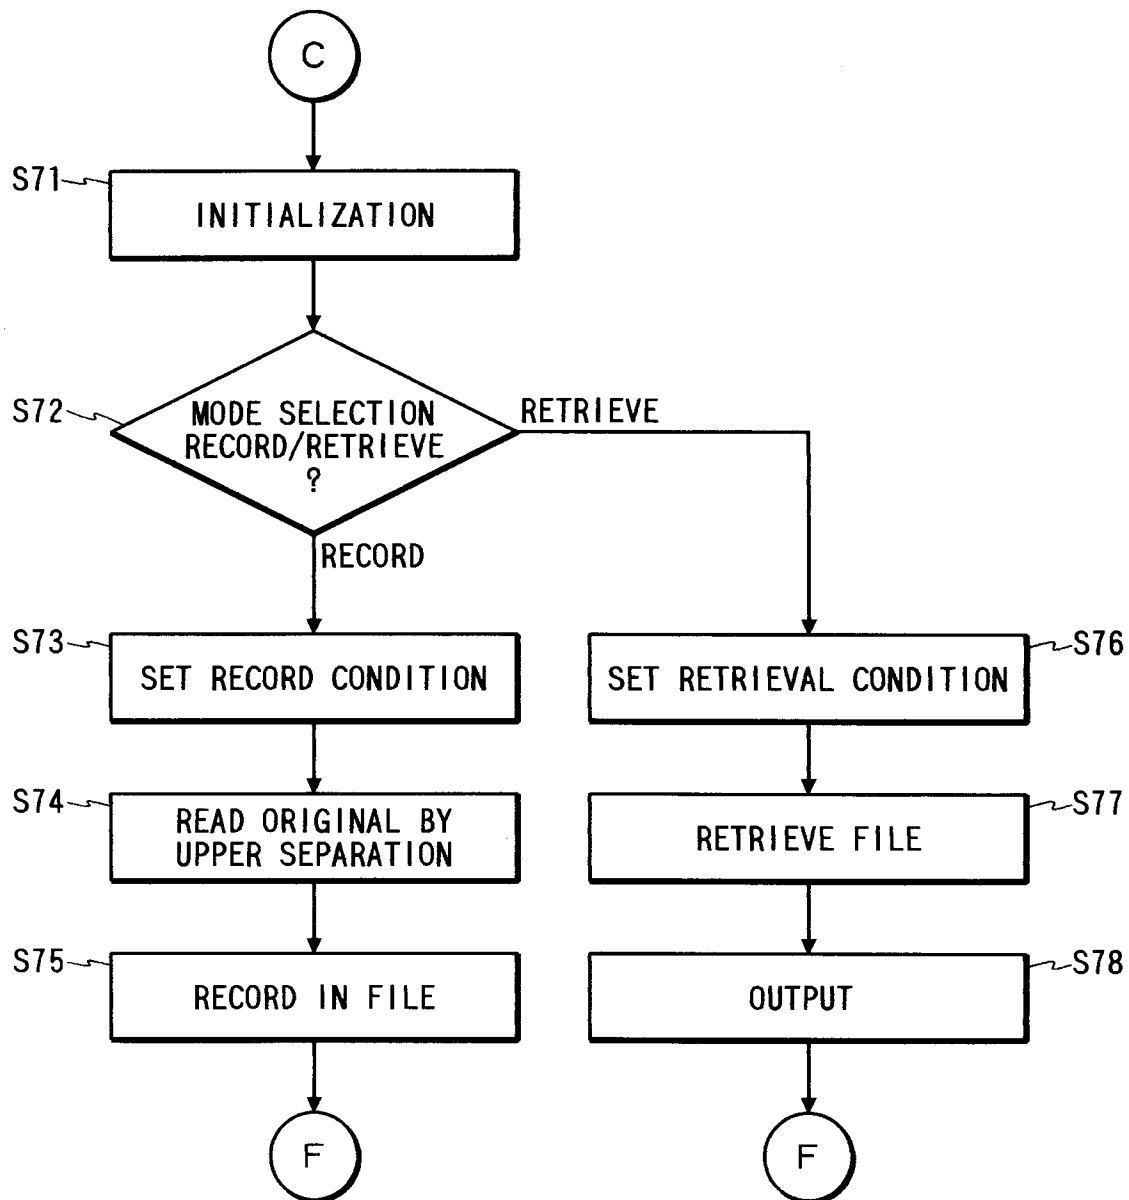 C
S71
INITIALIZATION
S72
MODE SELECTION
RECORD/RETRIEVE
?
RETRIEVE
RECORD
S73
SET RECORD CONDITION
S76
SET RETRIEVAL CONDITION
S74
READ ORIGINAL BY
UPPER SEPARATION
S77
RETRIEVE FILE
S75
RECORD IN FILE
S78
OUTPUT
F
F